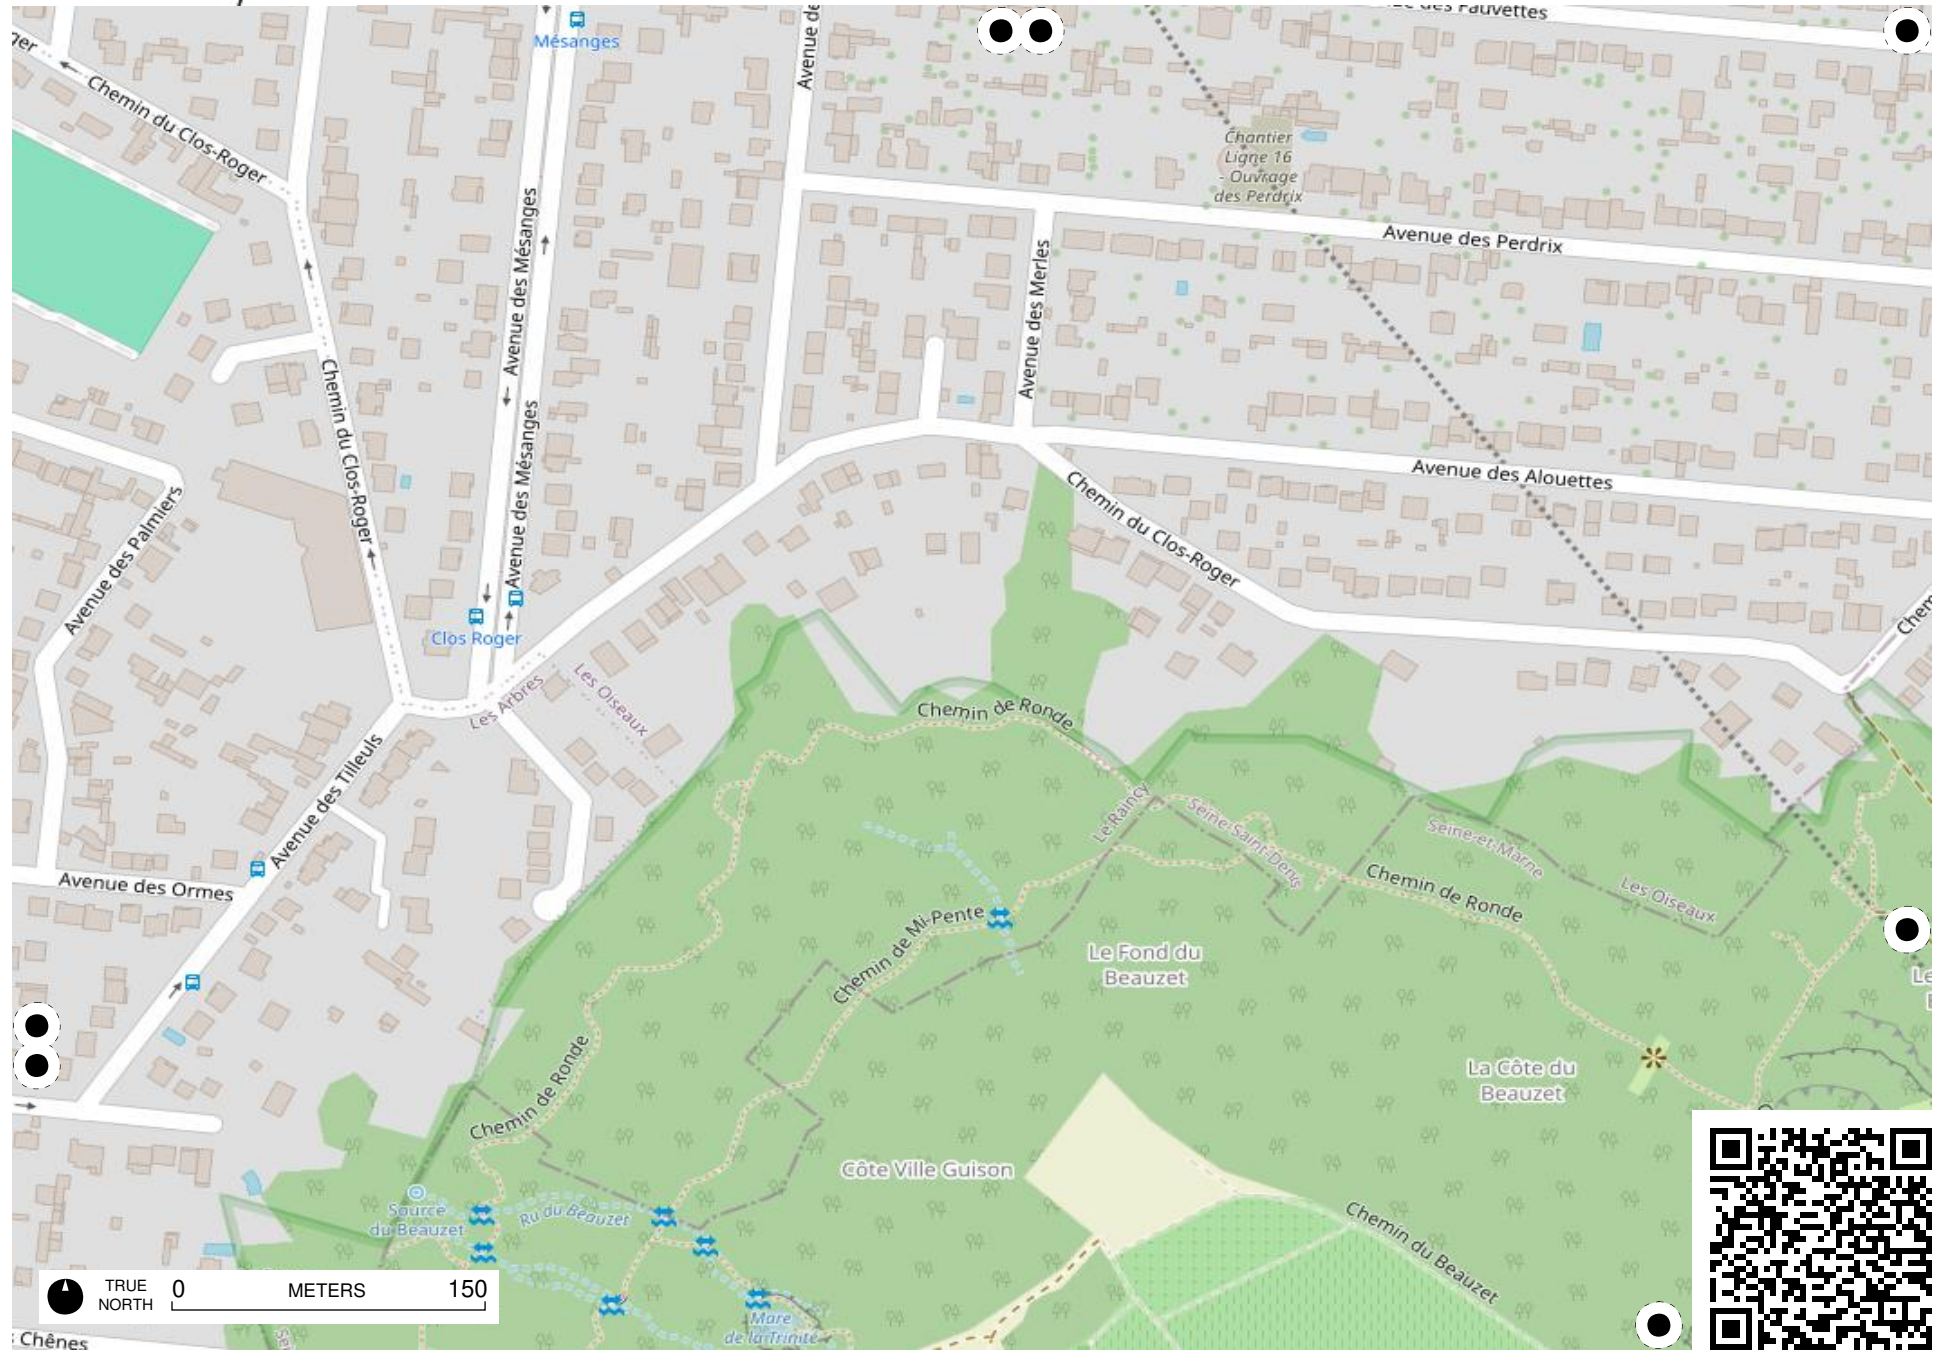 Mésanges
Avenue de
ger
Chemin du Clos-Roger
Chantier
Ligne 16
- Ouvrage
des Perdrix
Avenue des Perdrix
Avenue des Mésanges
Avenue des Merles
Chemin du Clos-Roger
Avenue des Mésanges
Avenue des Alouettes
Avenue des Palmiers
Chemin du Clos-Roger
Clos Roger
Les Arbres
Les Oiseaux
Chem
Chemin de Ronde
Avenue des Tilleuls
Le Raincy
Seine-Saint-Denis
Seine-et-Marne
Les Oiseaux
Avenue des Ormes
Chemin de Ronde
Chemin de Mi-Pente
Le Fond du
Beauzet
Le
La Côte du
Beauzet
Chemin de Ronde
Côte Ville Guison
Source
du Beauzet
Ru du Beauzet
Chemin du Beauzet
TRUE
NORTH
0 METERS 150
Mare
de la Trinité
Chênes